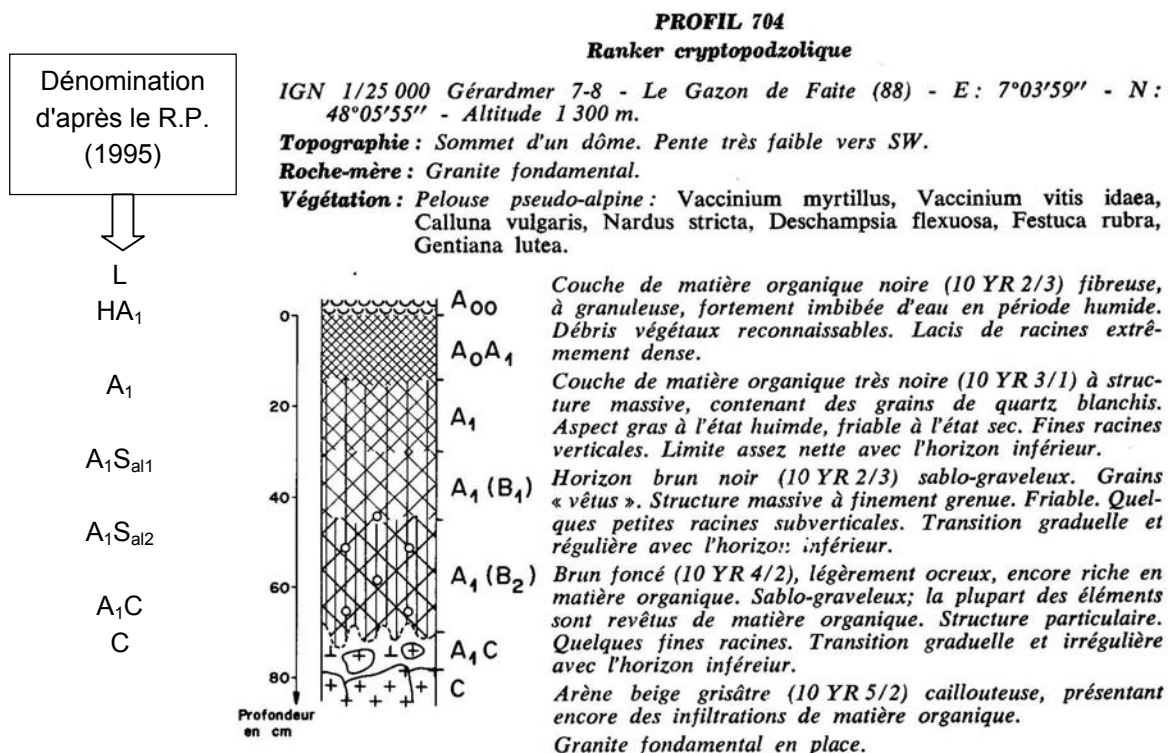 PROFIL 704
Ranker cryptopodzolique
Dénomination
d'après le R.P.
(1995)
IGN 1/25 000 Gérardmer 7-8 - Le Gazon de Faite (88) - E : 7°03′59″ - N :
48°05′55″ - Altitude 1 300 m.
Topographie : Sommet d'un dôme. Pente très faible vers SW.
Roche-mère : Granite fondamental.
Végétation : Pelouse pseudo-alpine : Vaccinium myrtillus, Vaccinium vitis idaea,
Calluna vulgaris, Nardus stricta, Deschampsia flexuosa, Festuca rubra,
Gentiana lutea.
L
HA1
A1
A1Sal1
A1Sal2
A1C
C
0
20
40
60
80
Profondeur
en cm
A00
A0A1
A1
A1 (B1)
A1 (B2)
A1 C
C
Couche de matière organique noire (10 YR 2/3) fibreuse,
à granuleuse, fortement imbibée d'eau en période humide.
Débris végétaux reconnaissables. Lacis de racines extrê-
mement dense.
Couche de matière organique très noire (10 YR 3/1) à struc-
ture massive, contenant des grains de quartz blanchis.
Aspect gras à l'état huimde, friable à l'état sec. Fines racines
verticales. Limite assez nette avec l'horizon inférieur.
Horizon brun noir (10 YR 2/3) sablo-graveleux. Grains
« vêtus ». Structure massive à finement grenue. Friable. Quel-
ques petites racines subverticales. Transition graduelle et
régulière avec l'horizon inférieur.
Brun foncé (10 YR 4/2), légèrement ocreux, encore riche en
matière organique. Sablo-graveleux; la plupart des éléments
sont revêtus de matière organique. Structure particulaire.
Quelques fines racines. Transition graduelle et irrégulière
avec l'horizon inféreiur.
Arène beige grisâtre (10 YR 5/2) caillouteuse, présentant
encore des infiltrations de matière organique.
Granite fondamental en place.